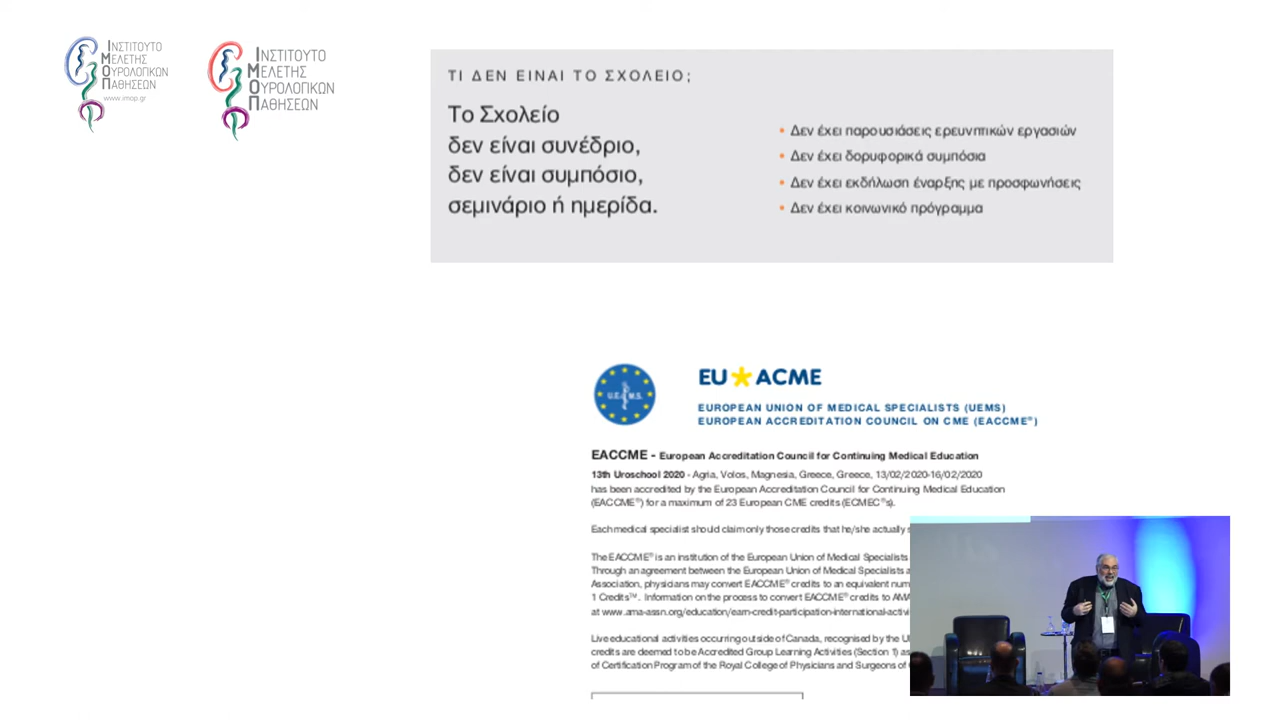 ΙΝΣΤΙΤΟΥΤΟ
ΜΕΛΕΤΗΣ
ΟΥΡΟΛΟΓΙΚΩΝ
ΠΑΘΗΣΕΩΝ
www.imop.gr
ΙΝΣΤΙΤΟΥΤΟ
ΜΕΛΕΤΗΣ
ΟΥΡΟΛΟΓΙΚΩΝ
ΠΑΘΗΣΕΩΝ
ΤΙ ΔΕΝ ΕΙΝΑΙ ΤΟ ΣΧΟΛΕΙΟ;
Το Σχολείο
δεν είναι συνέδριο,
δεν είναι συμπόσιο,
σεμινάριο ή ημερίδα.
• Δεν έχει παρουσιάσεις ερευνητικών εργασιών
• Δεν έχει δορυφορικά συμπόσια
• Δεν έχει εκδήλωση έναρξης με προσφωνήσεις
• Δεν έχει κοινωνικό πρόγραμμα
U.E.M.S.
EU ACME
EUROPEAN UNION OF MEDICAL SPECIALISTS (UEMS)
EUROPEAN ACCREDITATION COUNCIL ON CME (EACCME®)
EACCME - European Accreditation Council for Continuing Medical Education
13th Uroschool 2020 - Agria, Volos, Magnesia, Greece, Greece, 13/02/2020-16/02/2020
has been accredited by the European Accreditation Council for Continuing Medical Education
(EACCME®) for a maximum of 23 European CME credits (ECMEC®s).
Each medical specialist should claim only those credits that he/she actually
The EACCME® is an institution of the European Union of Medical Specialists
Through an agreement between the European Union of Medical Specialists
Association, physicians may convert EACCME® credits to an equivalent
1 Credits™. Information on the process to convert EACCME® credits to
at www.ama-assn.org/education/earn-credit-participation-international-activi
Live educational activities occurring outside of Canada, recognised by the
credits are deemed to be Accredited Group Learning Activities (Section 1) as
of Certification Program of the Royal College of Physicians and Surgeons of